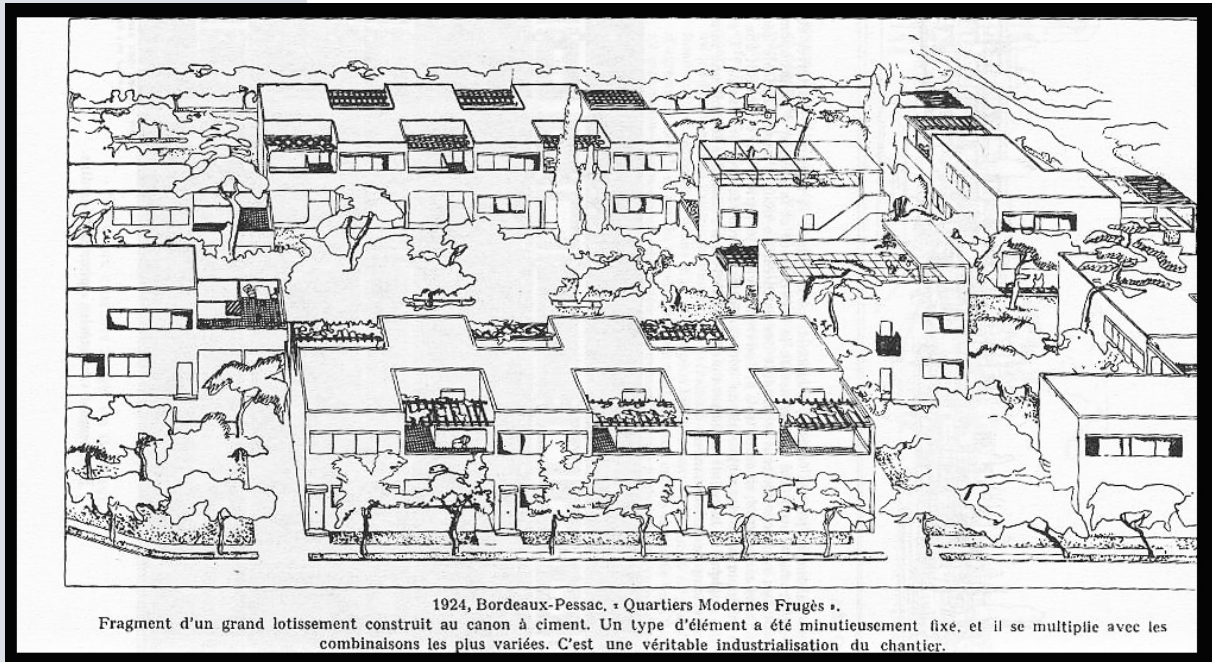 1924, Bordeaux-Pessac. « Quartiers Modernes Frugès ».
Fragment d'un grand lotissement construit au canon à ciment. Un type d'élément a été minutieusement fixé, et il se multiplie avec les
combinaisons les plus variées. C'est une véritable industrialisation du chantier.